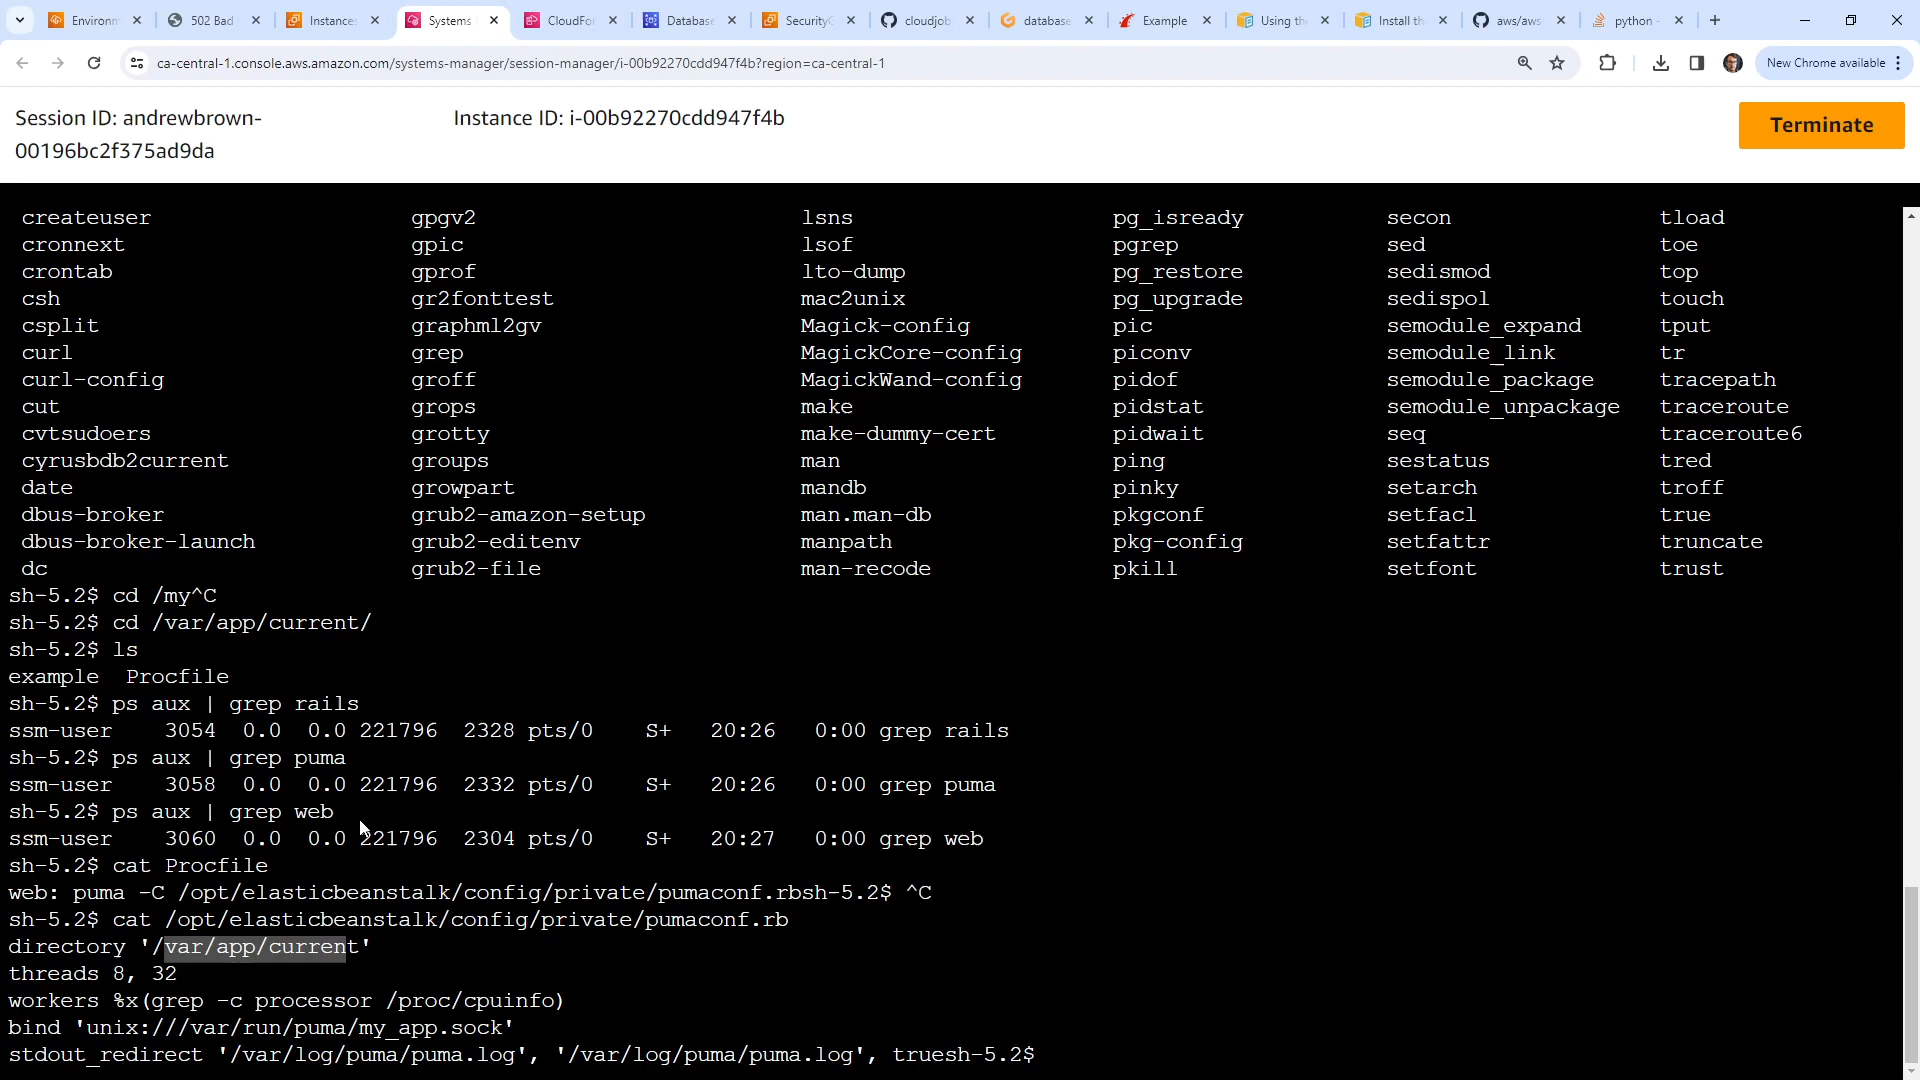 Environm
502 Bad
Instances
Systems
CloudFor
Database
SecurityG
cloudjob
database
Example
Using th
Install th
aws/aws
python -
ca-central-1.console.aws.amazon.com/systems-manager/session-manager/i-00b92270cdd947f4b?region=ca-central-1
New Chrome available
Session ID: andrewbrown-
00196bc2f375ad9da
Instance ID: i-00b92270cdd947f4b
Terminate
createuser gpgv2 lsns pg_isready secon tload
cronnext gpic lsof pgrep sed toe
crontab gprof lto-dump pg_restore sedismod top
csh gr2fonttest mac2unix pg_upgrade sedispol touch
csplit graphml2gv Magick-config pic semodule_expand tput
curl grep MagickCore-config piconv semodule_link tr
curl-config groff MagickWand-config pidof semodule_package tracepath
cut grops make pidstat semodule_unpackage traceroute
cvtsudoers grotty make-dummy-cert pidwait seq traceroute6
cyrusbdb2current groups man ping sestatus tred
date growpart mandb pinky setarch troff
dbus-broker grub2-amazon-setup man.man-db pkgconf setfacl true
dbus-broker-launch grub2-editenv manpath pkg-config setfattr truncate
dc grub2-file man-recode pkill setfont trust
sh-5.2$ cd /my^C
sh-5.2$ cd /var/app/current/
sh-5.2$ ls
example Procfile
sh-5.2$ ps aux | grep rails
ssm-user 3054 0.0 0.0 221796 2328 pts/0 S+ 20:26 0:00 grep rails
sh-5.2$ ps aux | grep puma
ssm-user 3058 0.0 0.0 221796 2332 pts/0 S+ 20:26 0:00 grep puma
sh-5.2$ ps aux | grep web
ssm-user 3060 0.0 0.0 221796 2304 pts/0 S+ 20:27 0:00 grep web
sh-5.2$ cat Procfile
web: puma -C /opt/elasticbeanstalk/config/private/pumaconf.rbsh-5.2$ ^C
sh-5.2$ cat /opt/elasticbeanstalk/config/private/pumaconf.rb
directory '/var/app/current'
threads 8, 32
workers %x(grep -c processor /proc/cpuinfo)
bind 'unix:///var/run/puma/my_app.sock'
stdout_redirect '/var/log/puma/puma.log', '/var/log/puma/puma.log', truesh-5.2$